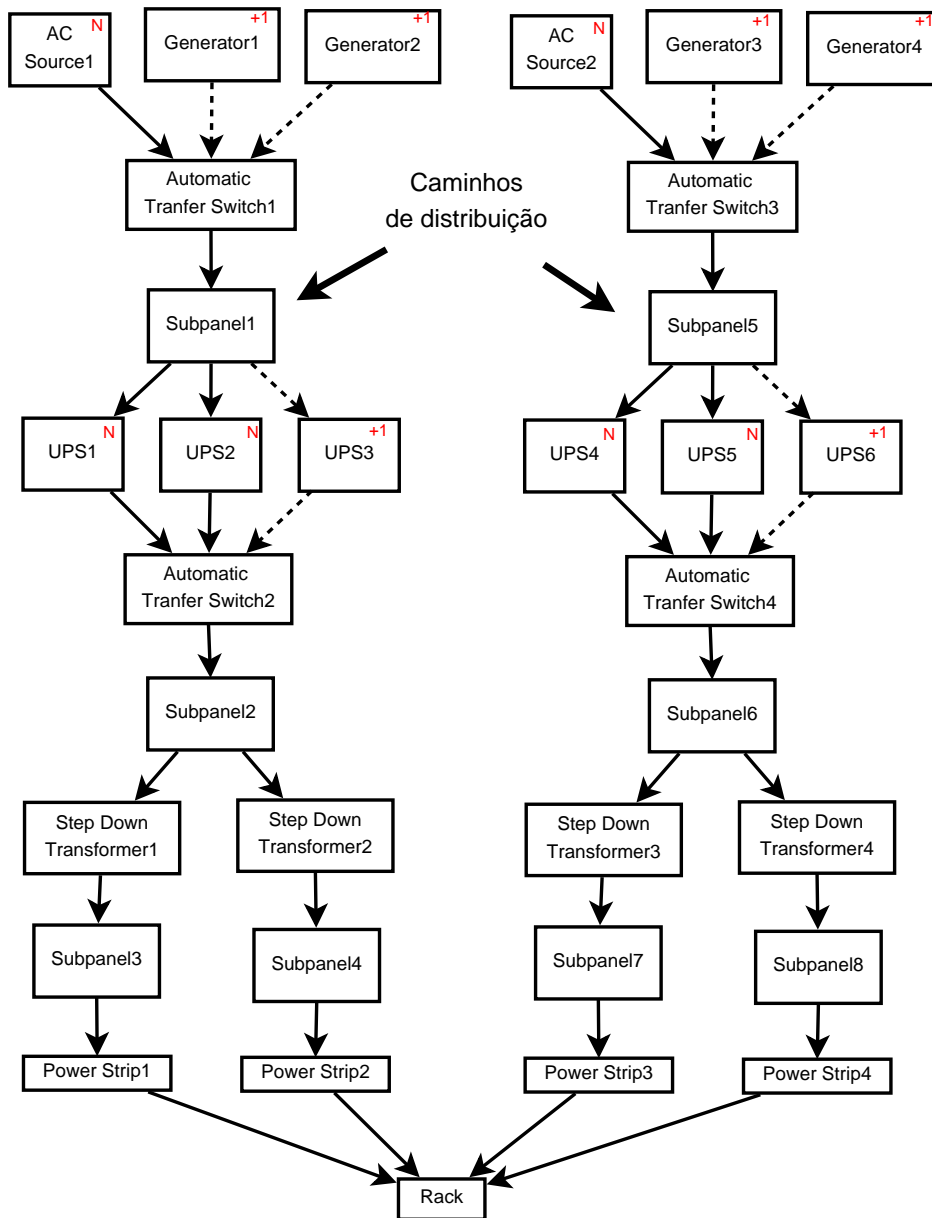 N
AC
Source1
+1
Generator1
+1
Generator2
N
AC
Source2
+1
Generator3
+1
Generator4
Automatic
Tranfer Switch1
Caminhos
de distribuição
Automatic
Tranfer Switch3
Subpanel1
Subpanel5
N
UPS1
N
UPS2
+1
UPS3
N
UPS4
N
UPS5
+1
UPS6
Automatic
Tranfer Switch2
Automatic
Tranfer Switch4
Subpanel2
Subpanel6
Step Down
Transformer1
Step Down
Transformer2
Step Down
Transformer3
Step Down
Transformer4
Subpanel3
Subpanel4
Subpanel7
Subpanel8
Power Strip1
Power Strip2
Power Strip3
Power Strip4
Rack